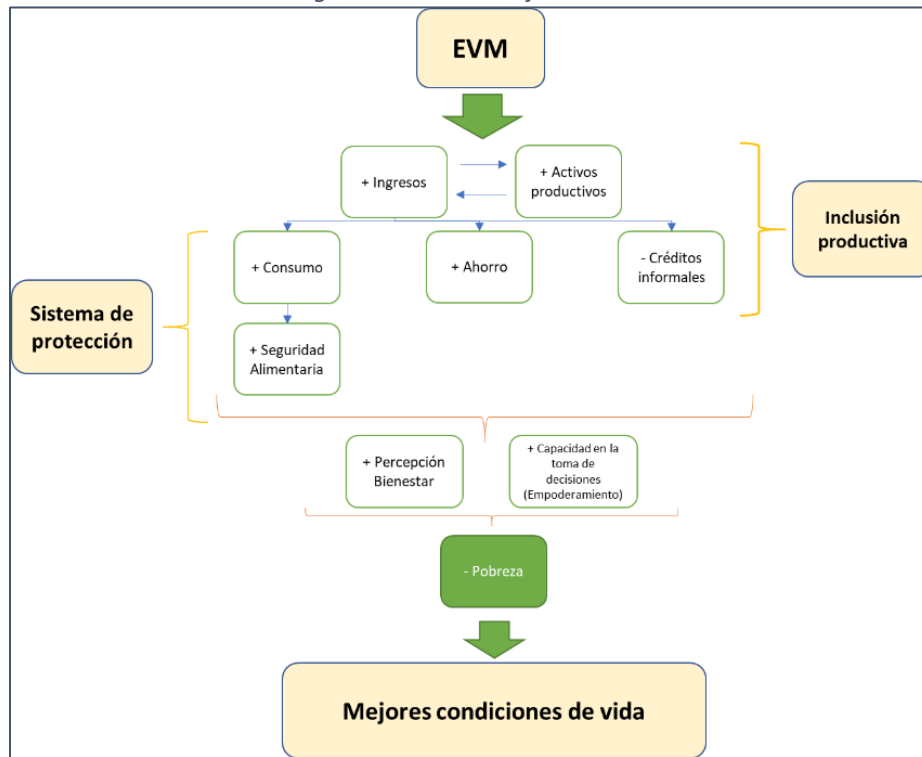 EVM
+ Ingresos
+ Activos
productivos
Inclusión
productiva
+ Consumo
+ Ahorro
- Créditos
informales
Sistema de
protección
+ Seguridad
Alimentaria
+ Percepción
Bienestar
+ Capacidad en la
toma de
decisiones
(Empoderamiento)
- Pobreza
Mejores condiciones de vida